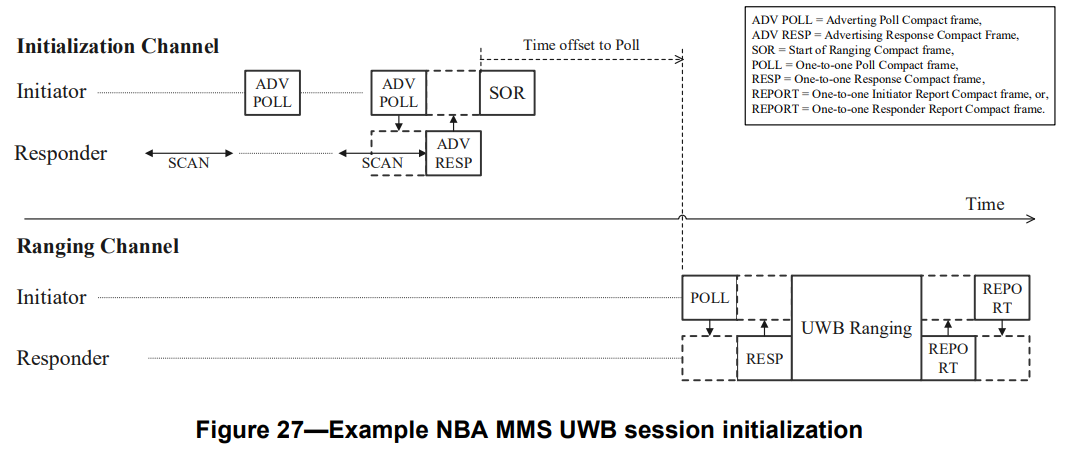 ADV POLL = Adverting Poll Compact frame,
ADV RESP = Advertising Response Compact Frame,
SOR = Start of Ranging Compact frame,
POLL = One-to-one Poll Compact frame,
RESP = One-to-one Response Compact frame,
REPORT = One-to-one Initiator Report Compact frame, or,
REPORT = One-to-one Responder Report Compact frame.
Initialization Channel
Time offset to Poll
Initiator
ADV
POLL
ADV
POLL
SOR
Responder
SCAN
SCAN
ADV
RESP
Time
Ranging Channel
Initiator
POLL
UWB Ranging
REPO
RT
Responder
RESP
REPO
RT
Figure 27—Example NBA MMS UWB session initialization